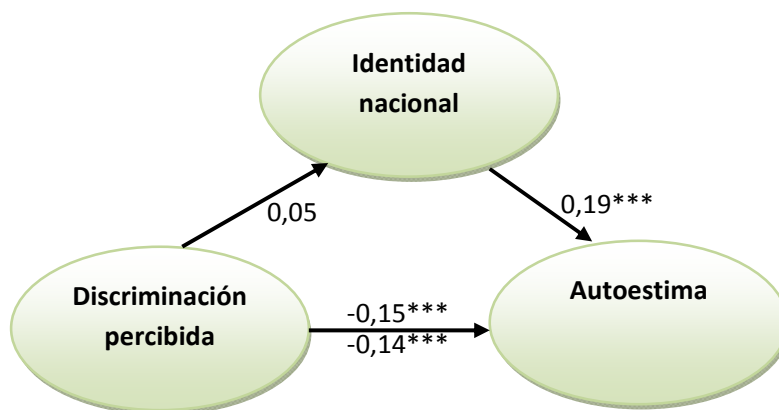 Identidad
nacional
0,05
0,19***
Discriminación
percibida
-0,15***
-0,14***
Autoestima